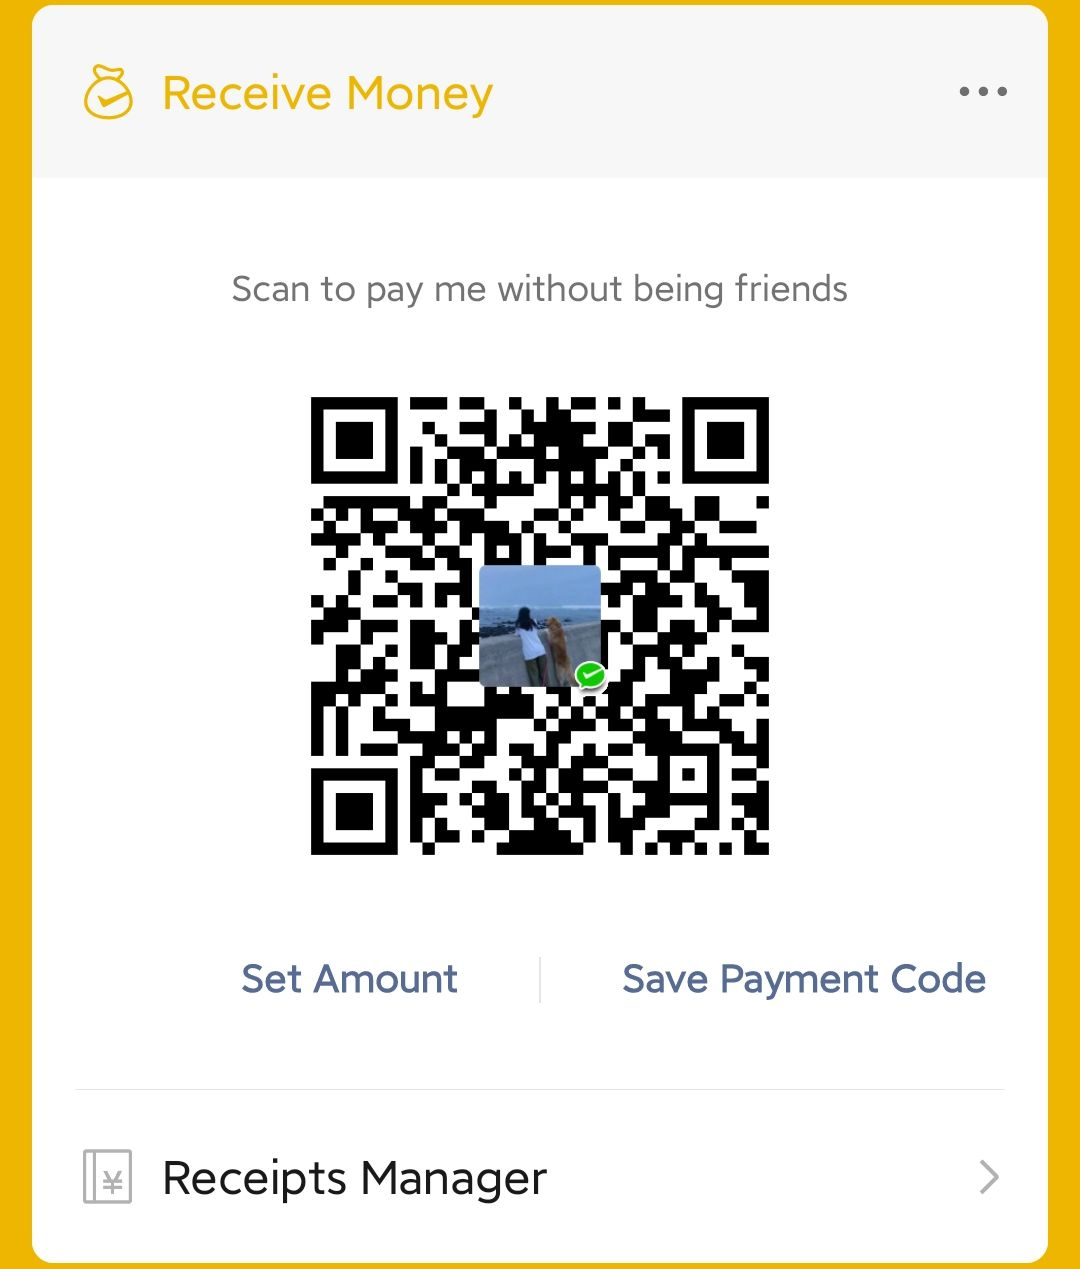 Receive Money
Scan to pay me without being friends
Set Amount
Save Payment Code
¥
Receipts Manager